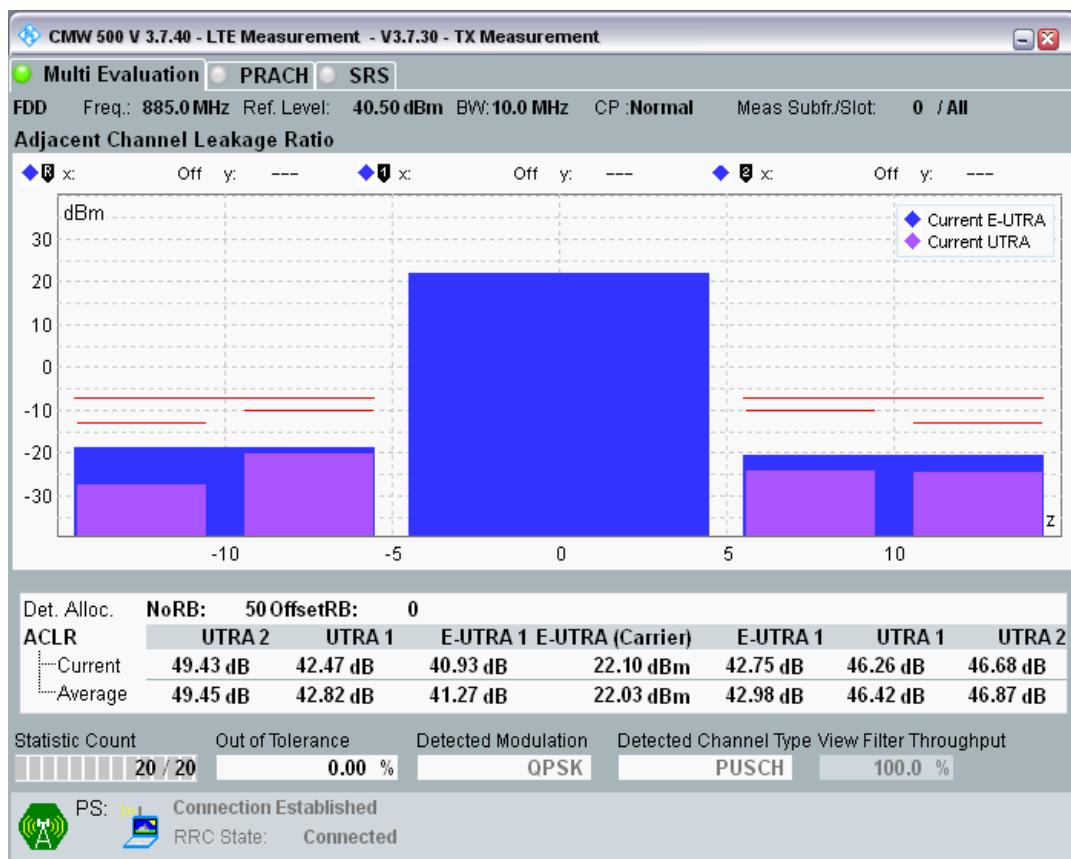 CMW 500 V 3.7.40 - LTE Measurement - V3.7.30 - TX Measurement
Multi Evaluation PRACH SRS
FDD Freq.: 885.0 MHz Ref. Level: 40.50 dBm BW: 10.0 MHz CP :Normal Meas Subfr./Slot: 0 / All
Adjacent Channel Leakage Ratio
R x: Off y: --- 1 x: Off y: --- 2 x: Off y: ---
dBm
Current E-UTRA
Current UTRA
30
20
10
0
-10
-20
-30
z
-10 -5 0 5 10
Det. Alloc. NoRB: 50 OffsetRB: 0
ACLR UTRA 2 UTRA 1 E-UTRA 1 E-UTRA (Carrier) E-UTRA 1 UTRA 1 UTRA 2
Current 49.43 dB 42.47 dB 40.93 dB 22.10 dBm 42.75 dB 46.26 dB 46.68 dB
Average 49.45 dB 42.82 dB 41.27 dB 22.03 dBm 42.98 dB 46.42 dB 46.87 dB
Statistic Count Out of Tolerance Detected Modulation Detected Channel Type View Filter Throughput
20 / 20 0.00 % QPSK PUSCH 100.0 %
PS: Connection Established
RRC State: Connected